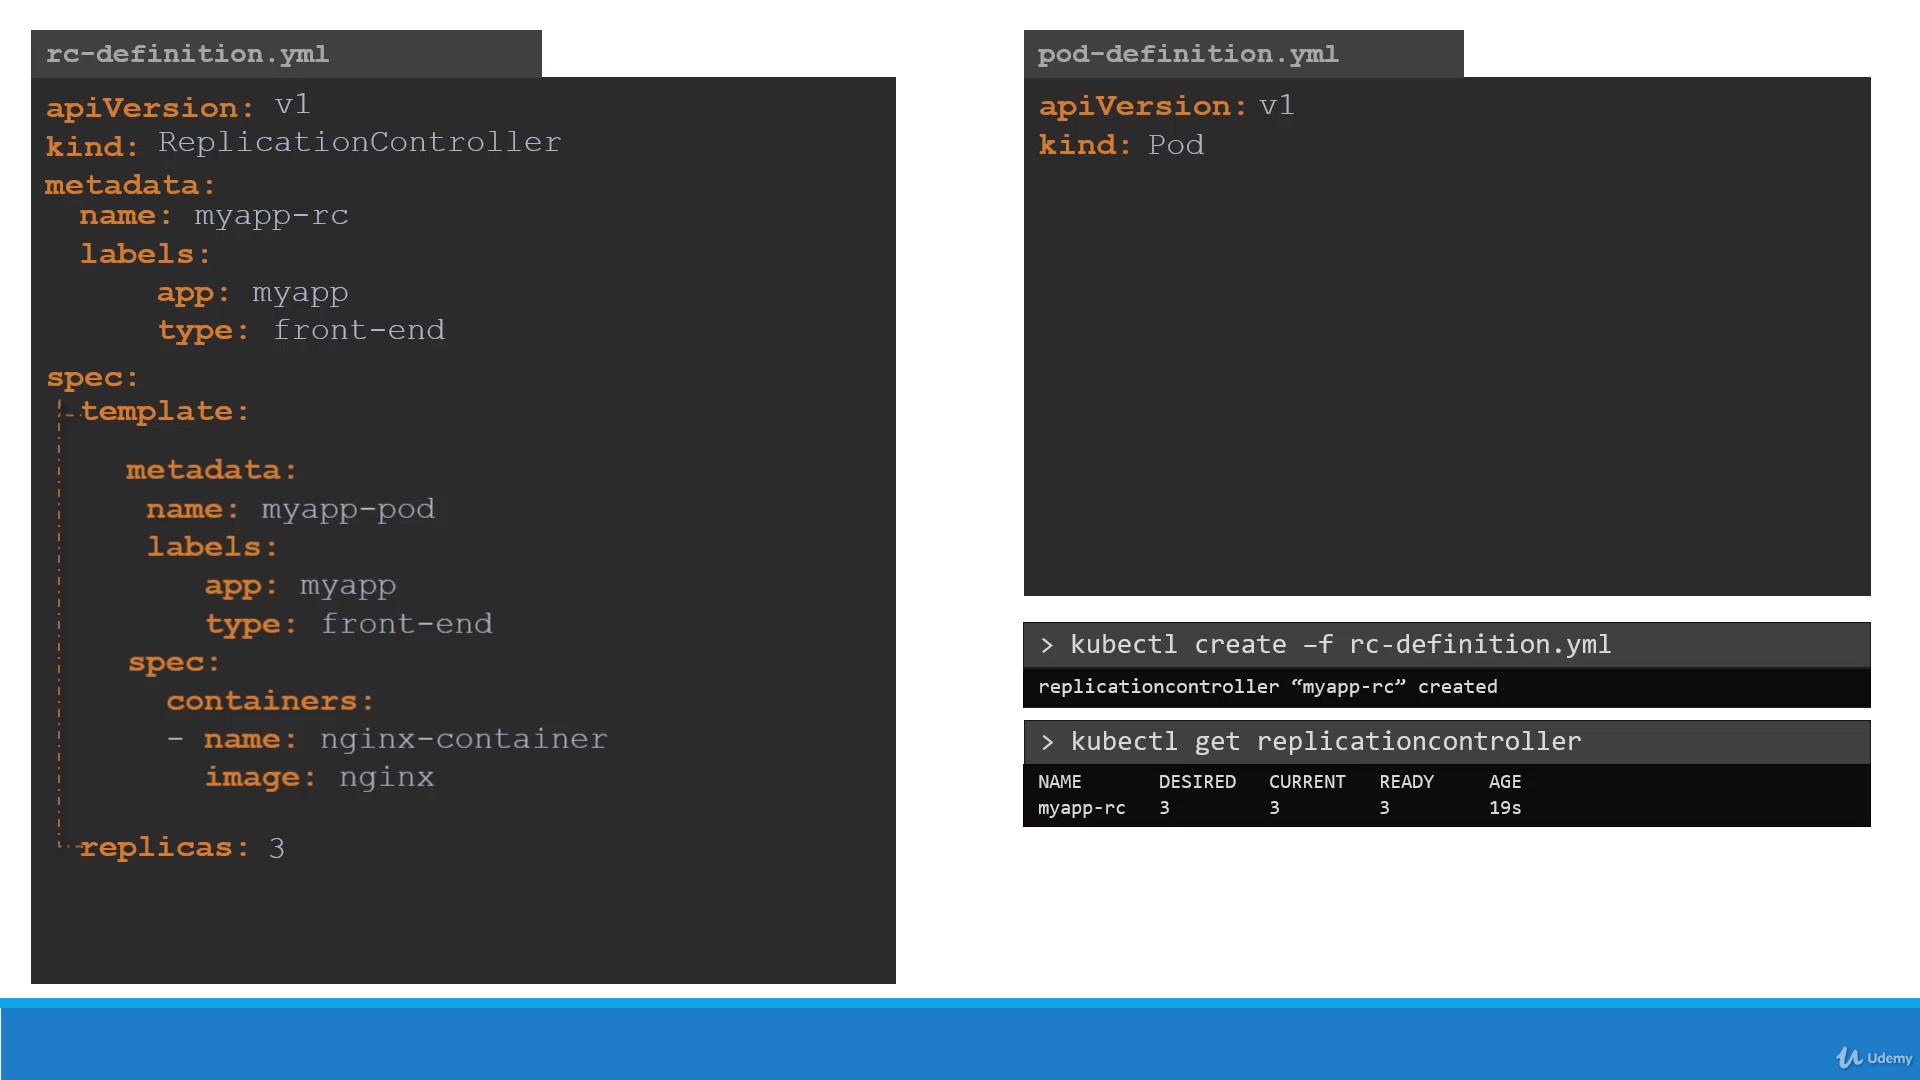 rc-definition.yml
apiVersion: v1
kind: ReplicationController
metadata:
name: myapp-rc
labels:
app: myapp
type: front-end
spec:
template:
metadata:
name: myapp-pod
labels:
app: myapp
type: front-end
spec:
containers:
- name: nginx-container
image: nginx
replicas: 3
pod-definition.yml
apiVersion: v1
kind: Pod
> kubectl create –f rc-definition.yml
replicationcontroller “myapp-rc” created
> kubectl get replicationcontroller
NAME DESIRED CURRENT READY AGE
myapp-rc 3 3 3 19s
Udemy